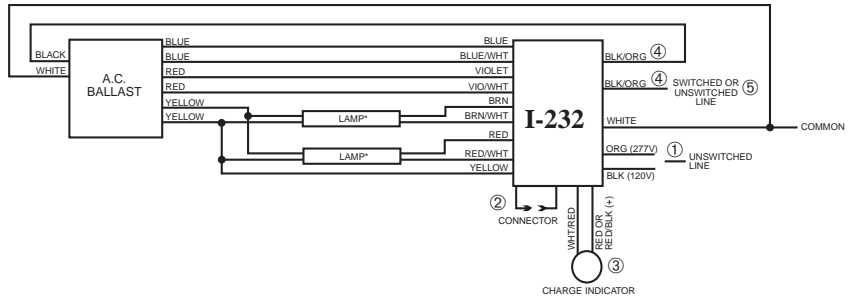 BLACK
WHITE
A.C.
BALLAST
BLUE
BLUE
RED
RED
YELLOW
YELLOW
LAMP*
LAMP*
BLUE
BLUE/WHT
VIOLET
VIO/WHT
BRN
BRN/WHT
RED
RED/WHT
YELLOW
I-232
BLK/ORG ④
BLK/ORG ④ SWITCHED OR
UNSWITCHED ⑤
LINE
WHITE
COMMON
ORG (277V) ① UNSWITCHED
LINE
BLK (120V)
②
CONNECTOR
WHT/RED
RED OR
RED/BLK (+)
③
CHARGE INDICATOR